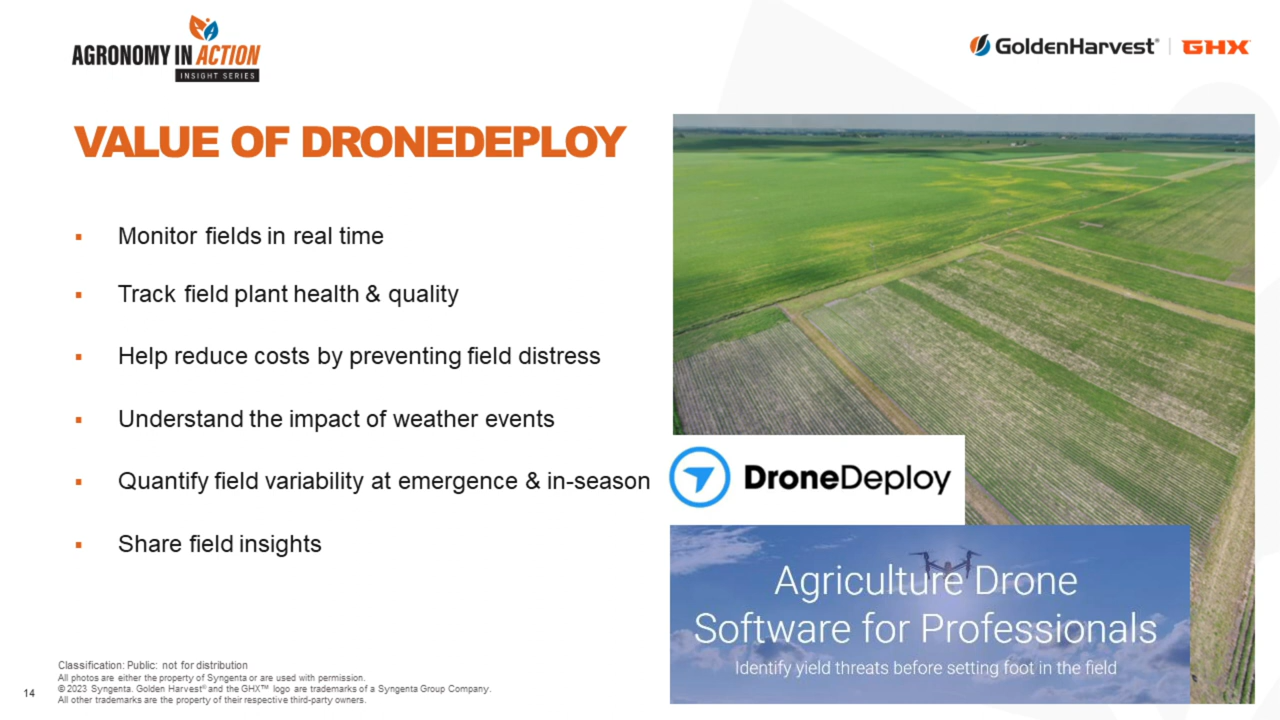 AGRONOMY IN ACTION
INSIGHT SERIES
GoldenHarvest® | GHX
VALUE OF DRONEDEPLOY
▪ Monitor fields in real time
▪ Track field plant health & quality
▪ Help reduce costs by preventing field distress
▪ Understand the impact of weather events
▪ Quantify field variability at emergence & in-season
▪ Share field insights
DroneDeploy
Agriculture Drone
Software for Professionals
Identify yield threats before setting foot in the field
Classification: Public: not for distribution
All photos are either the property of Syngenta or are used with permission.
© 2023 Syngenta. Golden Harvest® and the GHX™ logo are trademarks of a Syngenta Group Company.
All other trademarks are the property of their respective third-party owners.
14